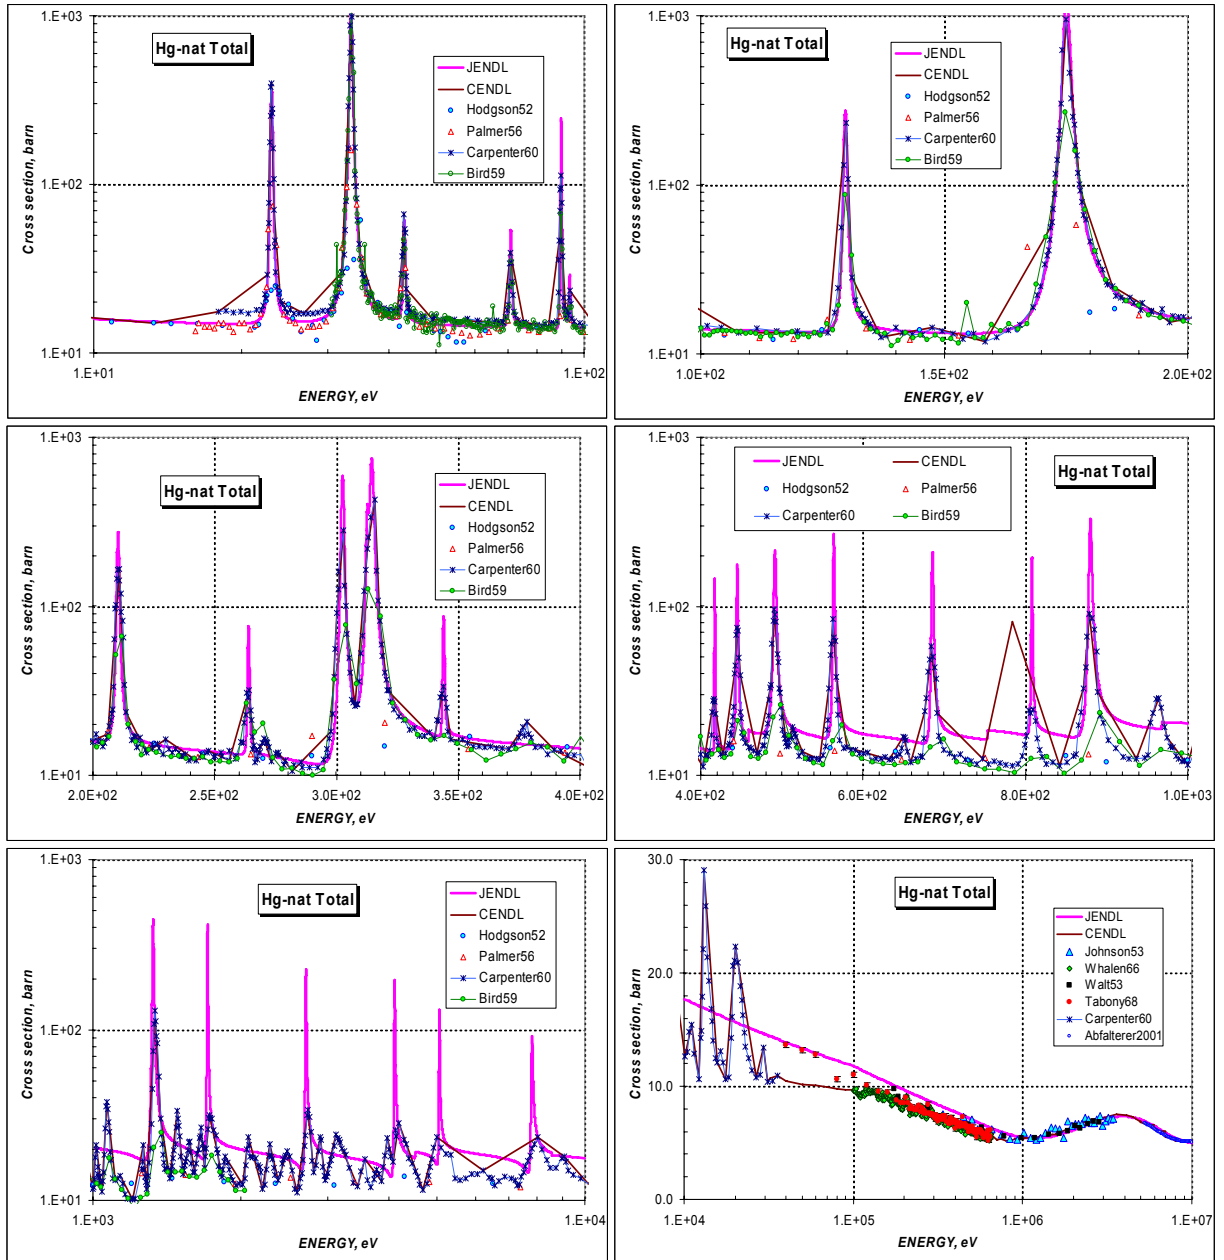 1.E+03
Hg-nat Total
JENDL
CENDL
Hodgson52
Palmer56
Carpenter60
Bird59
Cross section, barn
1.E+02
1.E+01
1.E+01
1.E+02
ENERGY, eV
1.E+03
Hg-nat Total
JENDL
CENDL
Hodgson52
Palmer56
Carpenter60
Bird59
Cross section, barn
1.E+02
1.E+01
1.0E+02
1.5E+02
2.0E+02
ENERGY, eV
1.E+03
Hg-nat Total
JENDL
CENDL
Hodgson52
Palmer56
Carpenter60
Bird59
Cross section, barn
1.E+02
1.E+01
2.0E+02
2.5E+02
3.0E+02
3.5E+02
4.0E+02
ENERGY, eV
1.E+03
JENDL
CENDL
Hodgson52
Palmer56
Carpenter60
Bird59
Hg-nat Total
Cross section, barn
1.E+02
1.E+01
4.0E+02
6.0E+02
8.0E+02
1.0E+03
ENERGY, eV
1.E+03
Hg-nat Total
JENDL
CENDL
Hodgson52
Palmer56
Carpenter60
Bird59
Cross section, barn
1.E+02
1.E+01
1.E+03
1.E+04
ENERGY, eV
30.0
Hg-nat Total
JENDL
CENDL
Johnson53
Whalen66
Walt53
Tabony68
Carpenter60
Abfalterer2001
Cross section, barn
20.0
10.0
0.0
1.E+04
1.E+05
1.E+06
1.E+07
ENERGY, eV